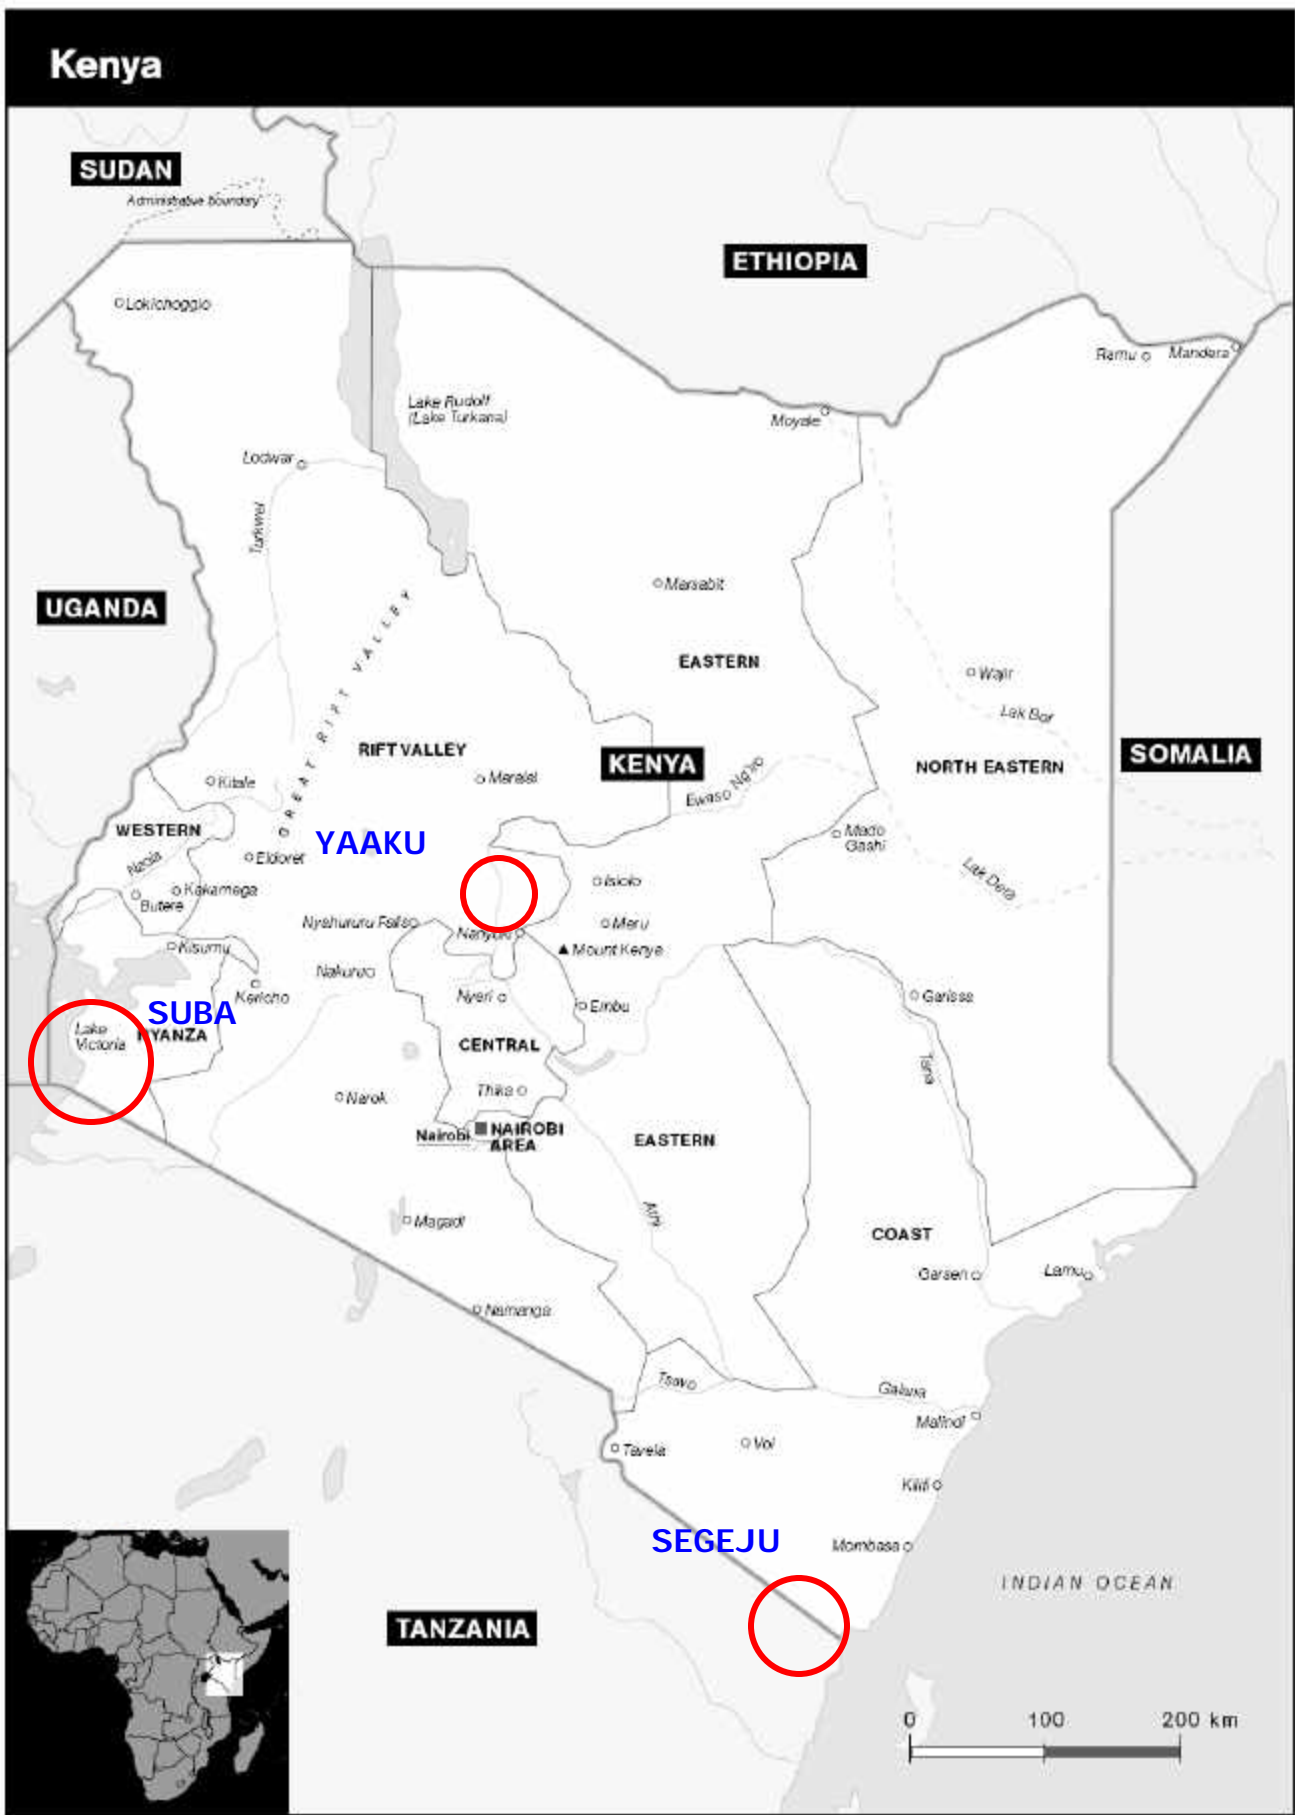 Kenya
SUDAN
Administrative boundary
ETHIOPIA
Lokichoggio
Ramu
Mandera
Lake Rudolf
(Lake Turkana)
Moyale
Lodwar
Turkwel
Marsabit
UGANDA
GREAT RIFT VALLEY
EASTERN
Wajir
Lak Bor
RIFT VALLEY
KENYA
SOMALIA
NORTH EASTERN
Kitale
Maralal
Ewaso Ng'iro
WESTERN
YAAKU
Mado
Gashi
Nzoia
Eldoret
Lak Dera
Kakamega
Isiolo
Butere
Nyahururu Falls
Meru
Nanyuki
Kisumu
Mount Kenya
Nakuru
Kericho
Nyeri
Embu
Garissa
SUBA
Lake
Victoria
NYANZA
CENTRAL
Tana
Narok
Thika
Nairobi
NAIROBI
AREA
EASTERN
Athi
Magadi
COAST
Garsen
Lamu
Namanga
Tsavo
Galana
Malindi
Taveta
Voi
Kilifi
SEGEJU
Mombasa
INDIAN OCEAN
TANZANIA
0 100 200 km